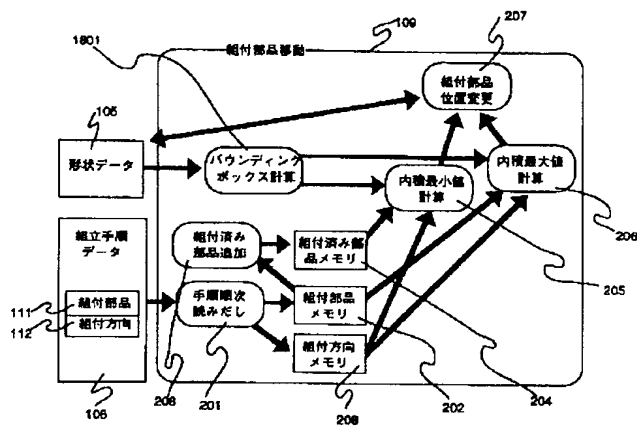 109
207
組付部品移動
1801
組付部品
位置変更
105
形状データ
バウンディング
ボックス計算
内積最小値
計算
内積最大値
計算
206
組立手順
データ
組付済み
部品追加
組付済み部
品メモリ
205
111
組付部品
手順順次
読みだし
組付部品
メモリ
112
組付方向
組付方向
メモリ
106
208
201
209
202
204